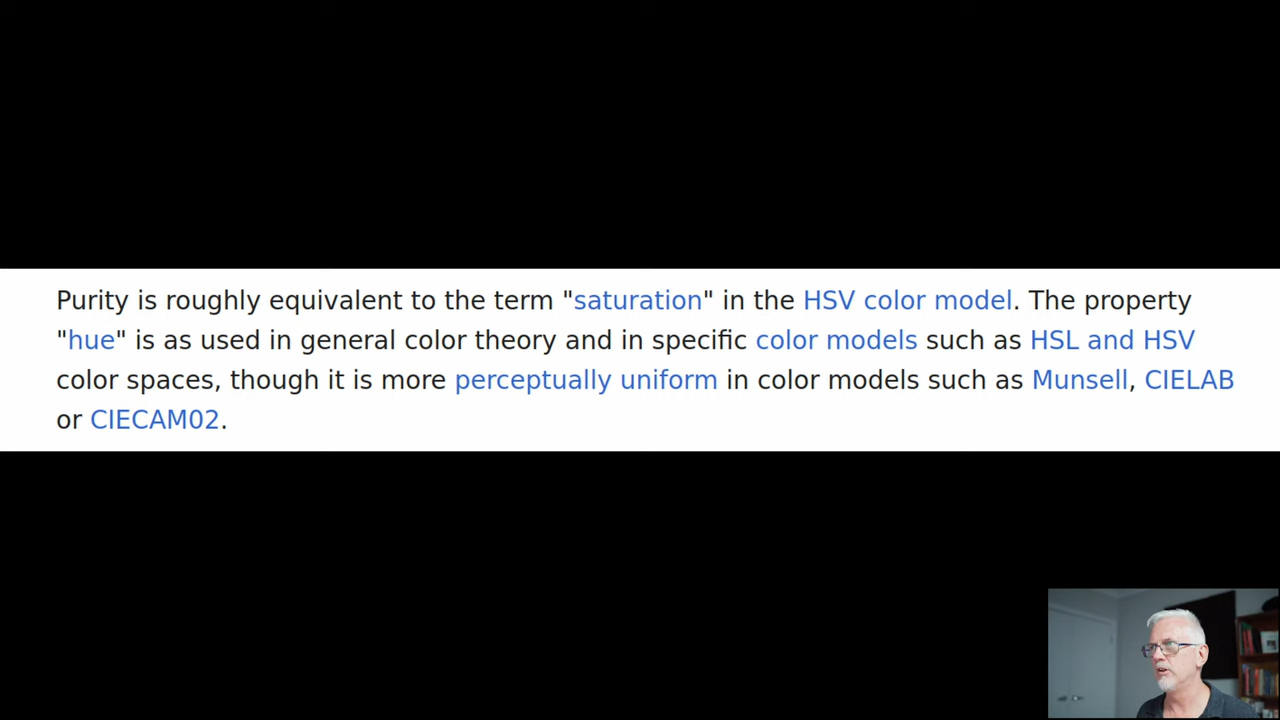 Purity is roughly equivalent to the term "saturation" in the HSV color model. The property
"hue" is as used in general color theory and in specific color models such as HSL and HSV
color spaces, though it is more perceptually uniform in color models such as Munsell, CIELAB
or CIECAM02.